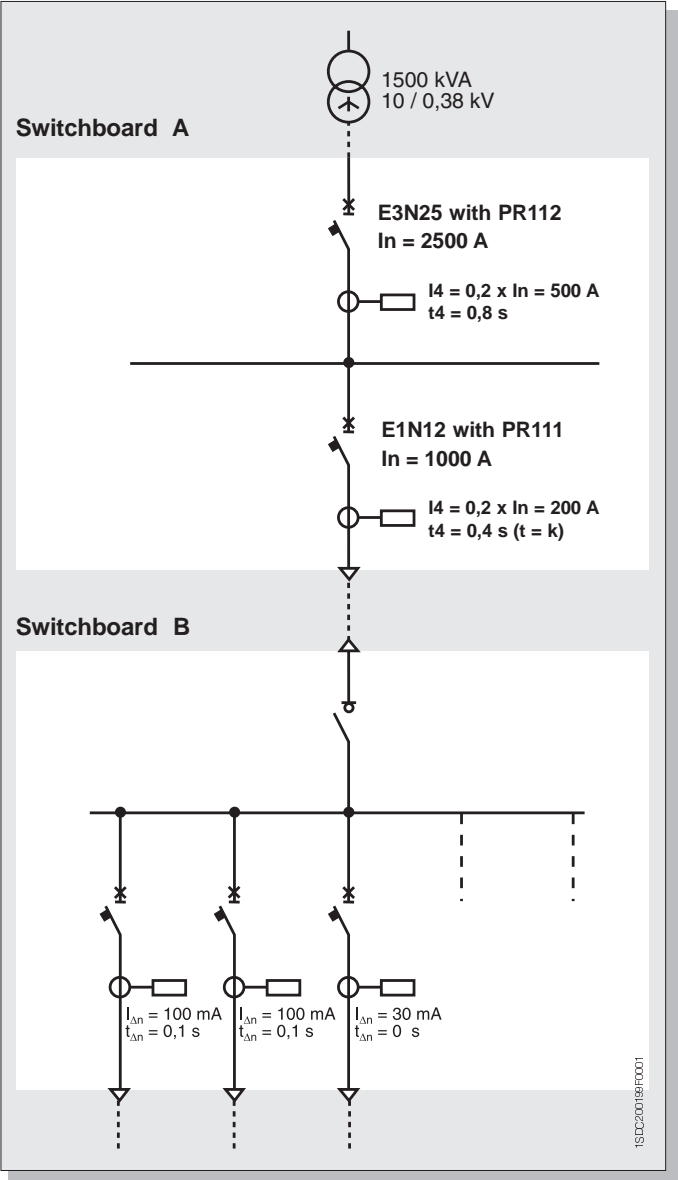 1500 kVA
10 / 0,38 kV
Switchboard A
E3N25 with PR112
In = 2500 A
I4 = 0,2 x In = 500 A
t4 = 0,8 s
E1N12 with PR111
In = 1000 A
I4 = 0,2 x In = 200 A
t4 = 0,4 s (t = k)
Switchboard B
IΔn = 100 mA
tΔn = 0,1 s
IΔn = 100 mA
tΔn = 0,1 s
IΔn = 30 mA
tΔn = 0 s
1SDC200199F0001